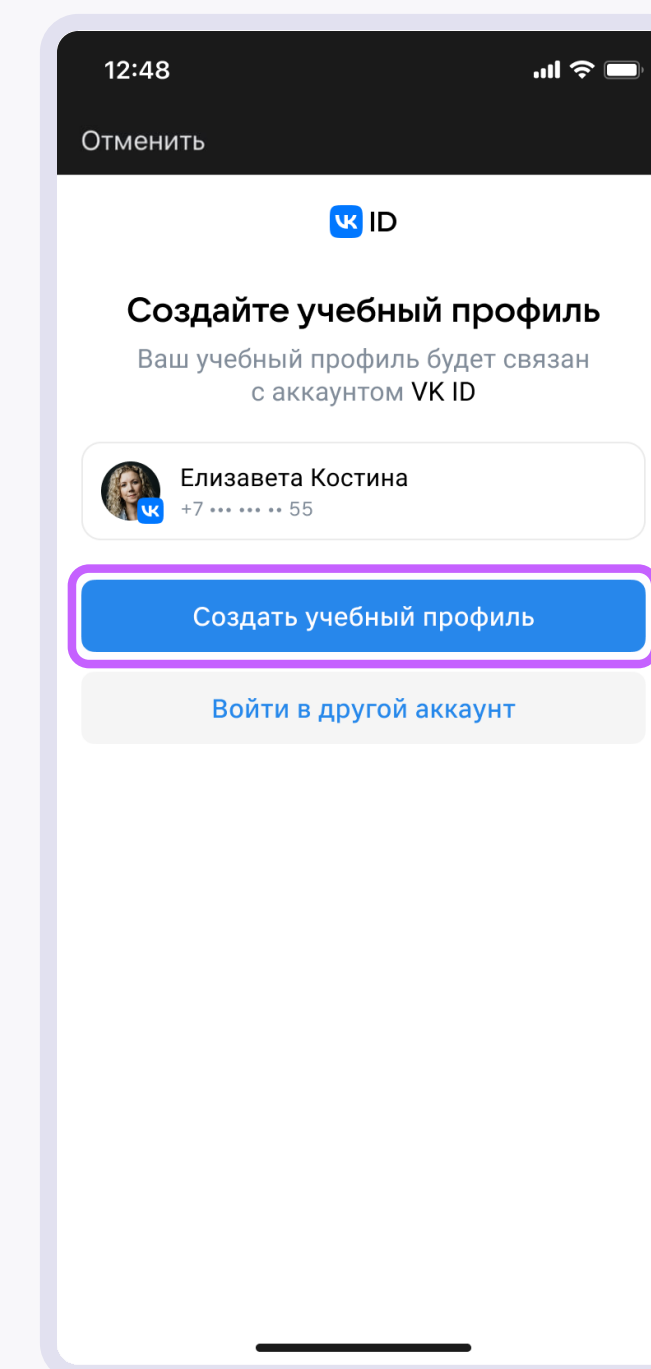 12:48
Отменить
VK ID
Создайте учебный профиль
Ваш учебный профиль будет связан
с аккаунтом VK ID
Елизавета Костина
+7 ••• ••• •• 55
Создать учебный профиль
Войти в другой аккаунт